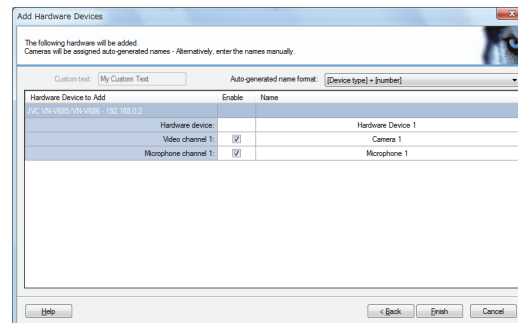 Add Hardware Devices
The following hardware will be added.
Cameras will be assigned auto-generated names - Alternatively, enter the names manually.
Custom text: My Custom Text Auto-generated name format: [Device type] + [number]
Hardware Device to Add Enable Name
JVC VN-V685/VN-V686 - 192.168.0.2
Hardware device: Hardware Device 1
Video channel 1: Camera 1
Microphone channel 1: Microphone 1
Help < Back Finish Cancel